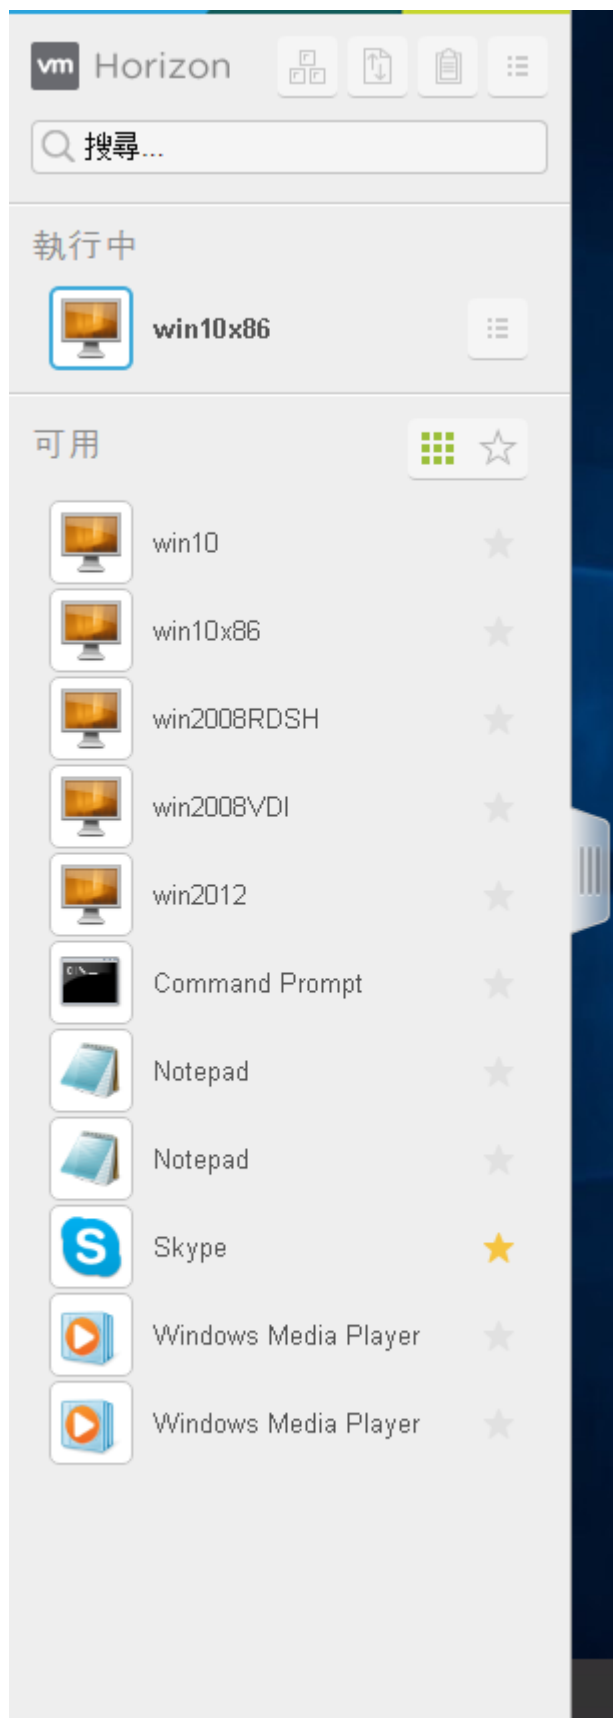 vm Horizon
搜尋...
執行中
win10x86
可用
win10
win10x86
win2008RDSH
win2008VDI
win2012
C:\_
Command Prompt
Notepad
Notepad
S
Skype
Windows Media Player
Windows Media Player